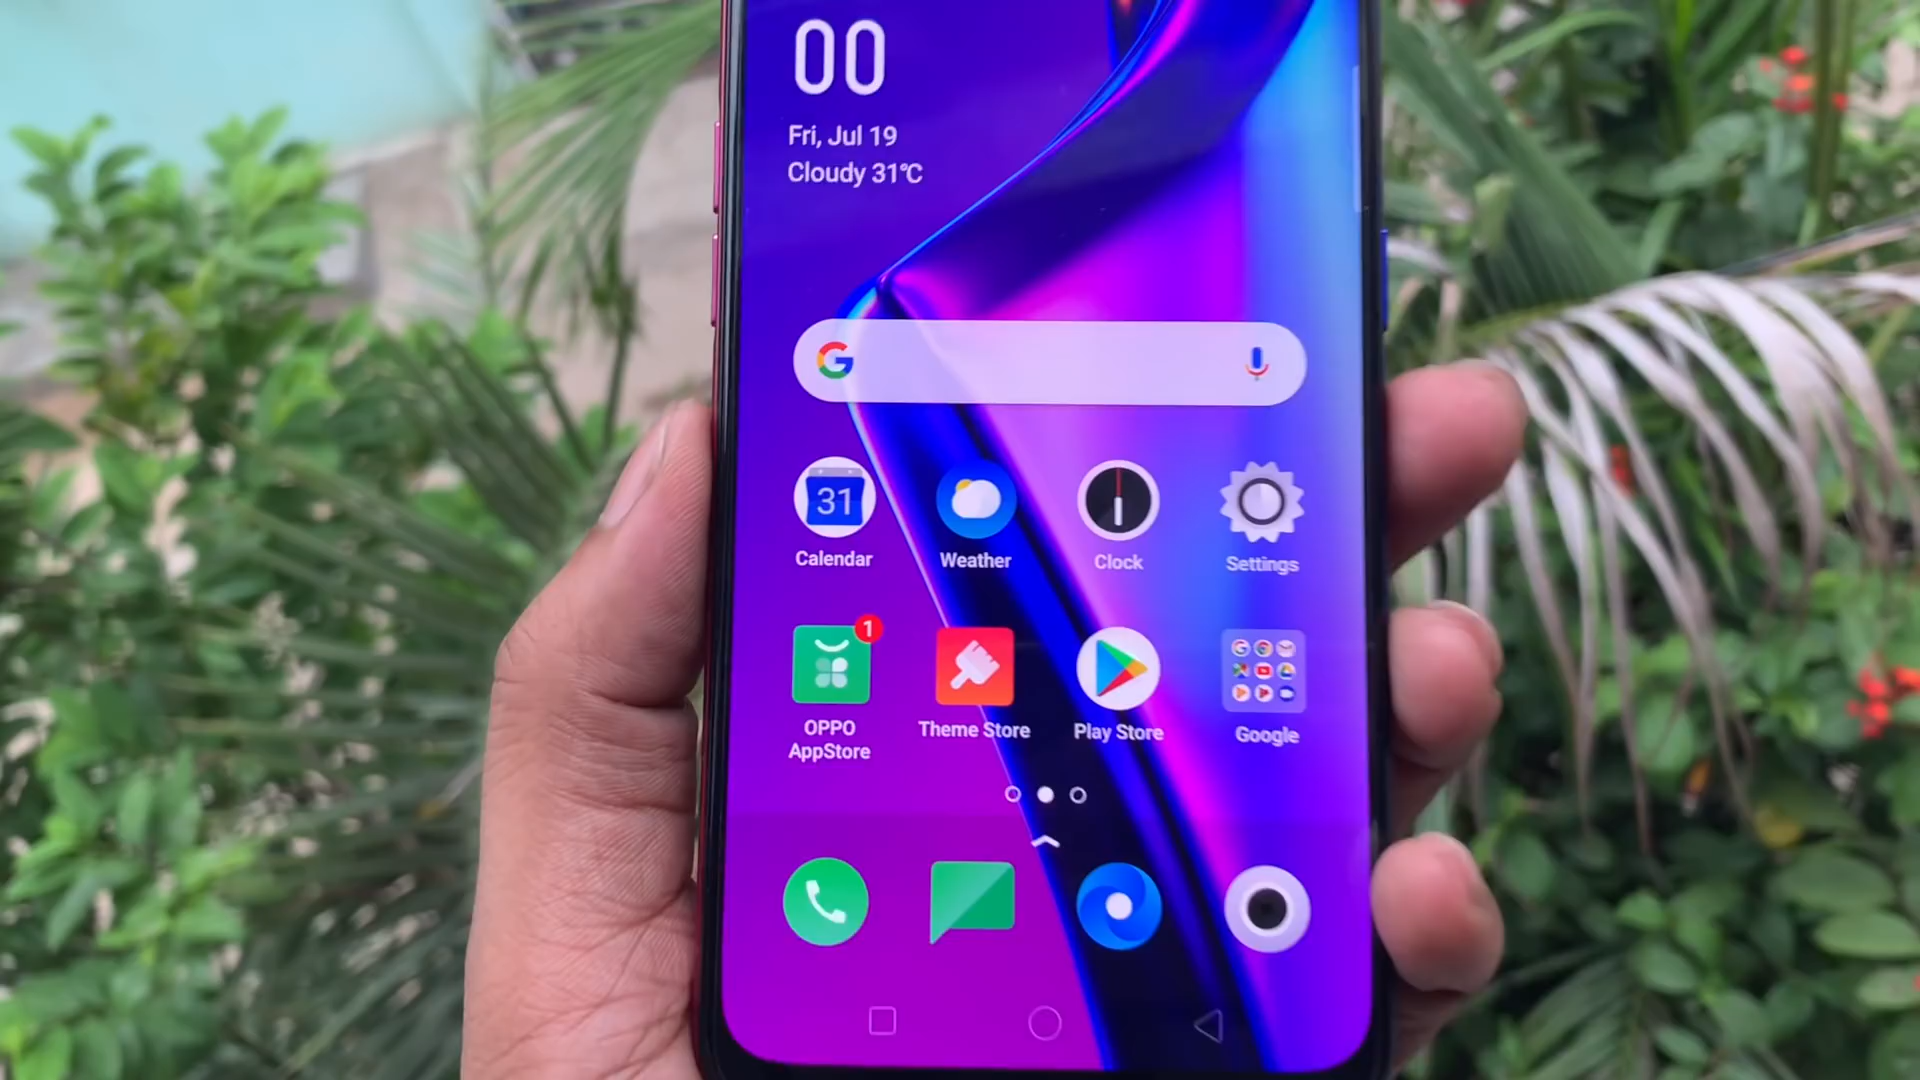 00
Fri, Jul 19
Cloudy 31°C
G
31
Calendar
Weather
Clock
Settings
1
OPPO
AppStore
Theme Store
Play Store
Google